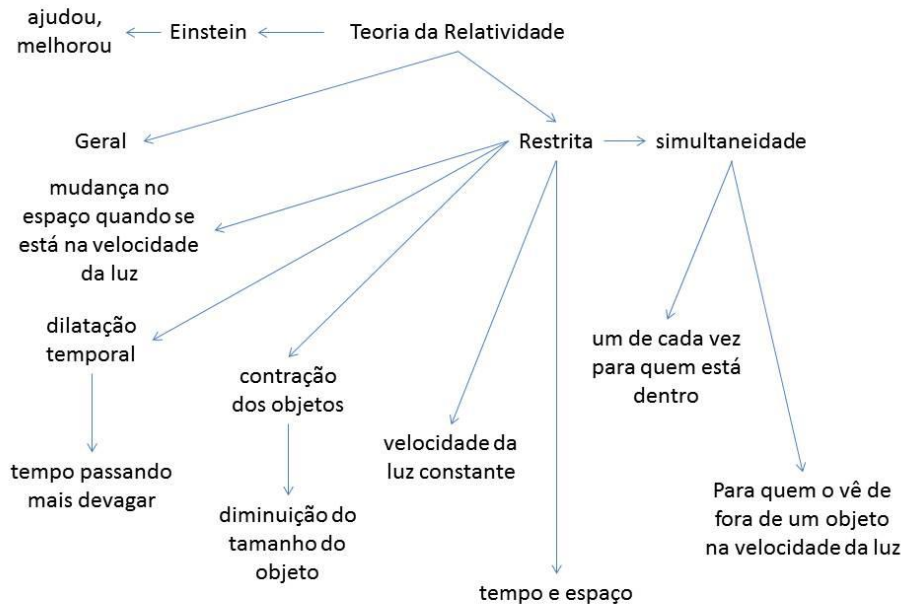 ajudou,
melhorou
Einstein
Teoria da Relatividade
Geral
Restrita
simultaneidade
mudança no
espaço quando se
está na velocidade
da luz
dilatação
temporal
contração
dos objetos
um de cada vez
para quem está
dentro
velocidade da
luz constante
tempo passando
mais devagar
diminuição do
tamanho do
objeto
Para quem o vê de
fora de um objeto
na velocidade da luz
tempo e espaço